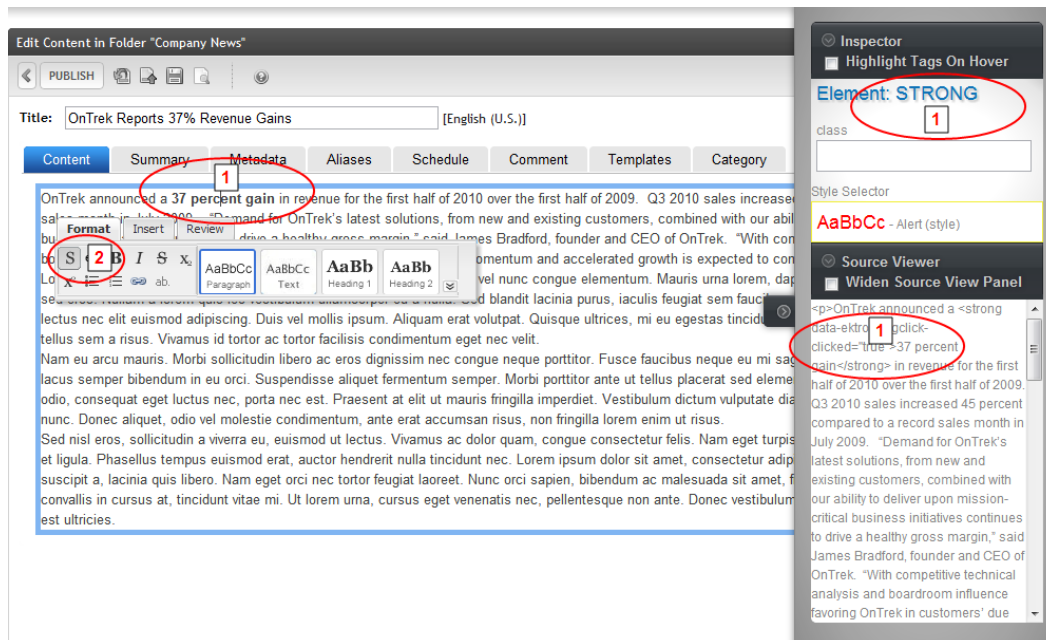 Edit Content in Folder "Company News"
PUBLISH
Title: OnTrek Reports 37% Revenue Gains [English (U.S.)]
Content Summary Metadata Aliases Schedule Comment Templates Category
1
OnTrek announced a 37 percent gain in revenue for the first half of 2010 over the first half of 2009. Q3 2010 sales increase
sales month in July 2009. "Demand for OnTrek's latest solutions, from new and existing customers, combined with our abil
Format Insert Review
drive a healthy gross margin," said James Bradford, founder and CEO of OnTrek. "With con
omentum and accelerated growth is expected to con
S 2 B I S X₂
AaBbCc Paragraph AaBbCc Text AaBb Heading 1 AaBb Heading 2
X ab.
vel nunc congue elementum. Mauris urna lorem, dap
blandit lacinia purus, iaculis feugiat sem fauci
lectus nec elit euismod adipiscing. Duis vel mollis ipsum. Aliquam erat volutpat. Quisque ultrices, mi eu egestas tincid
tellus sem a risus. Vivamus id tortor ac tortor facilisis condimentum eget nec velit.
Nam eu arcu mauris. Morbi sollicitudin libero ac eros dignissim nec congue neque porttitor. Fusce faucibus neque eu mi sag
lacus semper bibendum in eu orci. Suspendisse aliquet fermentum semper. Morbi porttitor ante ut tellus placerat sed eleme
odio, consequat eget luctus nec, porta nec est. Praesent at elit ut mauris fringilla imperdiet. Vestibulum dictum vulputate dia
nunc. Donec aliquet, odio vel molestie condimentum, ante erat accumsan risus, non fringilla lorem enim ut risus.
Sed nisl eros, sollicitudin a viverra eu, euismod ut lectus. Vivamus ac dolor quam, congue consectetur felis. Nam eget turpis
et ligula. Phasellus tempus euismod erat, auctor hendrerit nulla tincidunt nec. Lorem ipsum dolor sit amet, consectetur adip
suscipit a, lacinia quis libero. Nam eget orci nec tortor feugiat laoreet. Nunc orci sapien, bibendum ac malesuada sit amet, f
convallis in cursus at, tincidunt vitae mi. Ut lorem urna, cursus eget venenatis nec, pellentesque non ante. Donec vestibulum
est ultricies.
Inspector
Highlight Tags On Hover
Element: STRONG
1
class
Style Selector
AaBbCc - Alert (style)
Source Viewer
Widen Source View Panel
<p>OnTrek announced a <strong
data-ektro gclick-
1
clicked="true">37 percent
gain</strong> in revenue for the first
half of 2010 over the first half of 2009.
Q3 2010 sales increased 45 percent
compared to a record sales month in
July 2009. "Demand for OnTrek's
latest solutions, from new and
existing customers, combined with
our ability to deliver upon mission-
critical business initiatives continues
to drive a healthy gross margin," said
James Bradford, founder and CEO of
OnTrek. "With competitive technical
analysis and boardroom influence
favoring OnTrek in customers' due